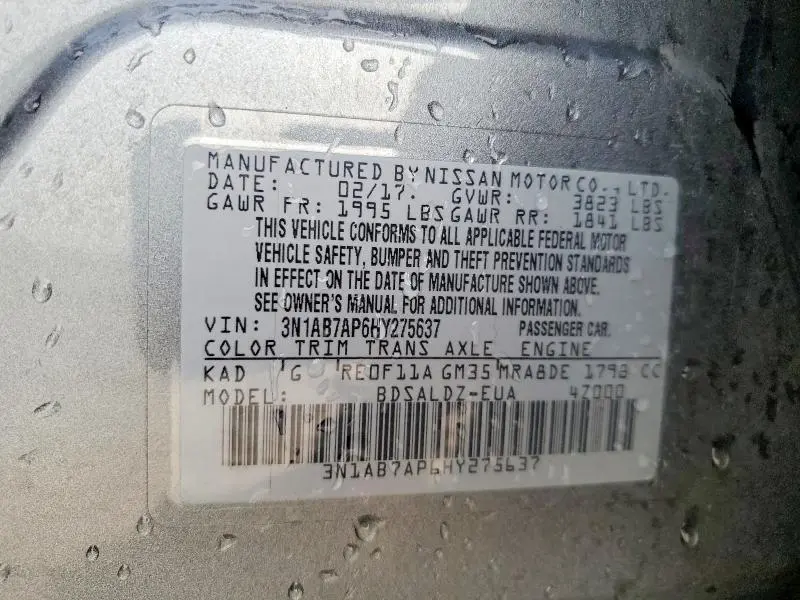 MANUFACTURED BY NISSAN MOTOR CO., LTD.
DATE: 02/17. GVWR: 3823 LBS
GAWR FR: 1995 LBS GAWR RR: 1841 LBS
THIS VEHICLE CONFORMS TO ALL APPLICABLE FEDERAL MOTOR
VEHICLE SAFETY, BUMPER AND THEFT PREVENTION STANDARDS
IN EFFECT ON THE DATE OF MANUFACTURE SHOWN ABOVE.
SEE OWNER'S MANUAL FOR ADDITIONAL INFORMATION.
VIN: 3N1AB7AP6HY275637 PASSENGER CAR.
COLOR TRIM TRANS AXLE ENGINE
KAD G RE0F11A GM35 MRA8DE 1798 CC
MODEL: BDSALDZ-EUA 47000
3N1AB7AP6HY275637